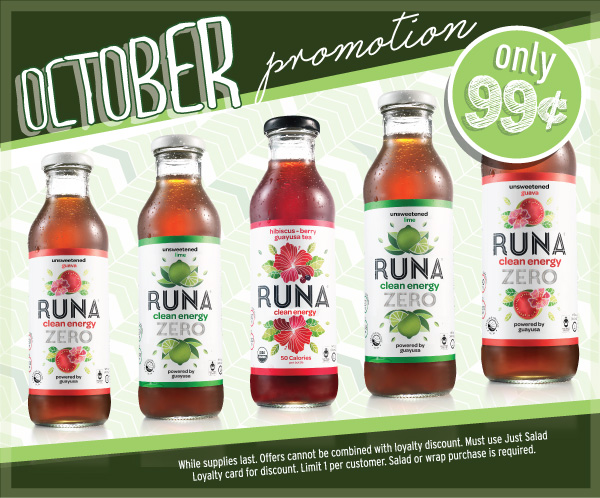 OCTOBER promotion
only
99¢
unsweetened
guava
RUNA
clean energy
ZERO
powered by
guayusa
unsweetened
lime
RUNA
clean energy
ZERO
powered by
guayusa
hibiscus-berry
guayusa tea
RUNA
clean energy
50 Calories
unsweetened
lime
RUNA
clean energy
ZERO
powered by
guayusa
unsweetened
guava
RUNA
clean energy
ZERO
powered by
guayusa
While supplies last. Offers cannot be combined with loyalty discount. Must use Just Salad
Loyalty card for discount. Limit 1 per customer. Salad or wrap purchase is required.